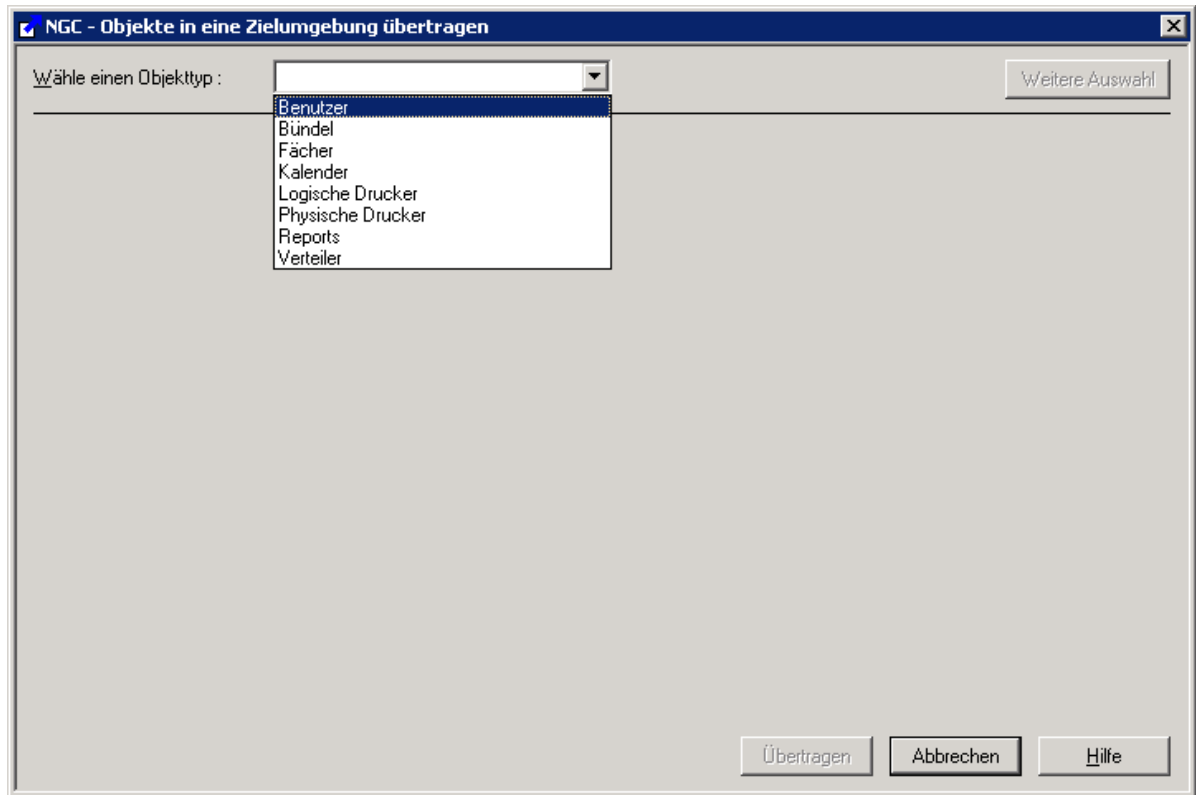 NGC - Objekte in eine Zielumgebung übertragen
Wähle einen Objekttyp :
Weitere Auswahl
Benutzer
Bündel
Fächer
Kalender
Logische Drucker
Physische Drucker
Reports
Verteiler
Übertragen
Abbrechen
Hilfe